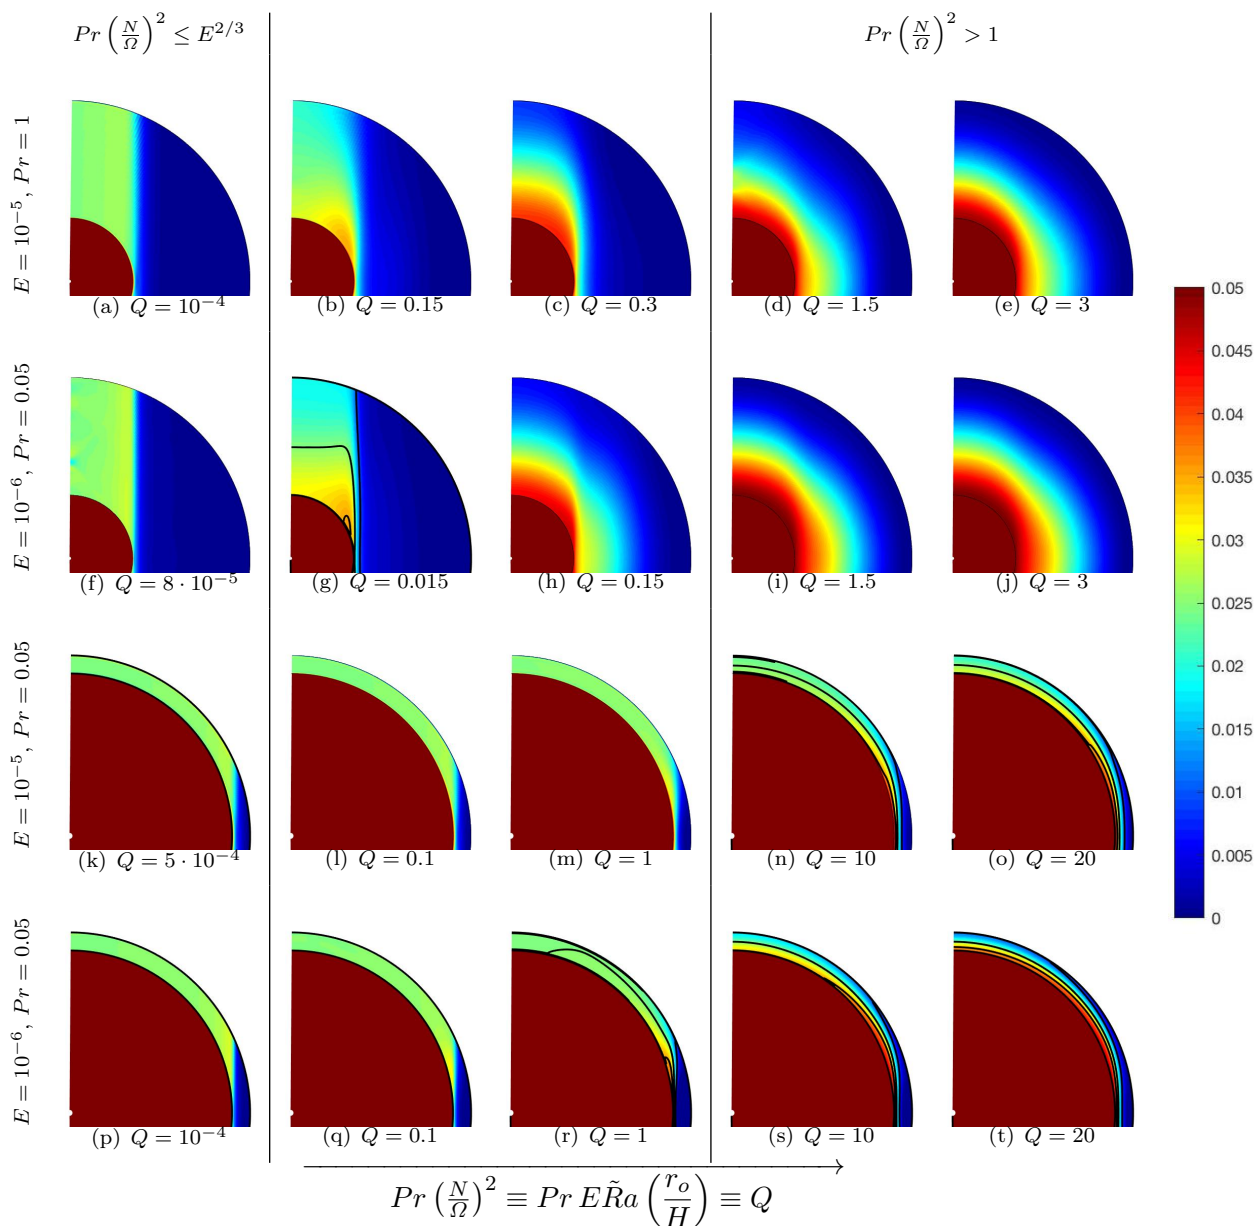 Pr (N/Ω)² ≤ E^{2/3}
Pr (N/Ω)² > 1
E = 10⁻⁵, Pr = 1
(a) Q = 10⁻⁴
(b) Q = 0.15
(c) Q = 0.3
(d) Q = 1.5
(e) Q = 3
E = 10⁻⁶, Pr = 0.05
(f) Q = 8 · 10⁻⁵
(g) Q = 0.015
(h) Q = 0.15
(i) Q = 1.5
(j) Q = 3
E = 10⁻⁵, Pr = 0.05
(k) Q = 5 · 10⁻⁴
(l) Q = 0.1
(m) Q = 1
(n) Q = 10
(o) Q = 20
E = 10⁻⁶, Pr = 0.05
(p) Q = 10⁻⁴
(q) Q = 0.1
(r) Q = 1
(s) Q = 10
(t) Q = 20
0.05
0.045
0.04
0.035
0.03
0.025
0.02
0.015
0.01
0.005
0
Pr (N/Ω)² ≡ Pr E R̃a (r_o/H) ≡ Q